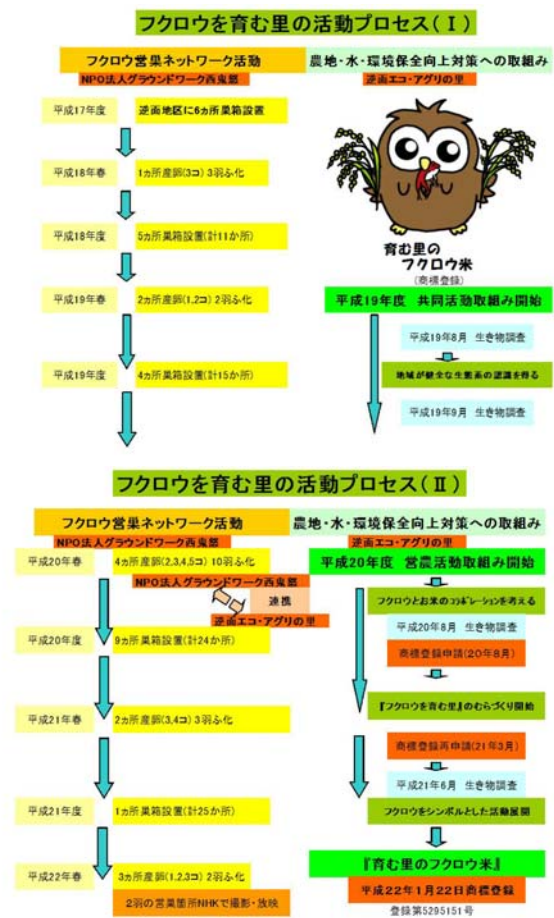 フクロウを育む里の活動プロセス(Ⅰ)
フクロウ営巣ネットワーク活動
NPO法人グラウンドワーク西鬼怒
平成17年度
逆面地区に6カ所巣箱設置
平成18年春
1カ所産卵(3コ) 3羽ふ化
平成18年度
5カ所巣箱設置(計11か所)
平成19年春
2カ所産卵(1,2コ) 2羽ふ化
平成19年度
4カ所巣箱設置(計15か所)
農地・水・環境保全向上対策への取組み
逆面エコ・アグリの里
育む里の
フクロウ米
(商標登録)
平成19年度 共同活動取組み開始
平成19年8月 生き物調査
地域が健全な生態系の認識を得る
平成19年9月 生き物調査
フクロウを育む里の活動プロセス(Ⅱ)
フクロウ営巣ネットワーク活動
NPO法人グラウンドワーク西鬼怒
平成20年春
4カ所産卵(2,3,4,5コ) 10羽ふ化
NPO法人グラウンドワーク西鬼怒
連携
逆面エコ・アグリの里
平成20年度
9カ所巣箱設置(計24か所)
平成21年春
2カ所産卵(3,4コ) 3羽ふ化
平成21年度
1カ所巣箱設置(計25か所)
平成22年春
3カ所産卵(1,2,3コ) 2羽ふ化
2羽の営巣箇所NHKで撮影・放映
農地・水・環境保全向上対策への取組み
逆面エコ・アグリの里
平成20年度 営農活動取組み開始
フクロウとお米のコラボレーションを考える
平成20年8月 生き物調査
商標登録申請(20年8月)
『フクロウを育む里』のむらづくり開始
商標登録再申請(21年3月)
平成21年6月 生き物調査
フクロウをシンボルとした活動展開
『育む里のフクロウ米』
平成22年1月22日商標登録
登録第5295151号